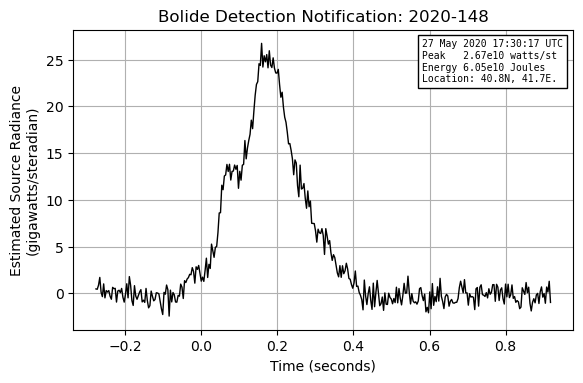 Bolide Detection Notification: 2020-148
27 May 2020 17:30:17 UTC
Peak   2.67e10 watts/st
Energy 6.05e10 Joules
Location: 40.8N, 41.7E.
Estimated Source Radiance
(gigawatts/steradian)
25
20
15
10
5
0
−0.2 0.0 0.2 0.4 0.6 0.8
Time (seconds)